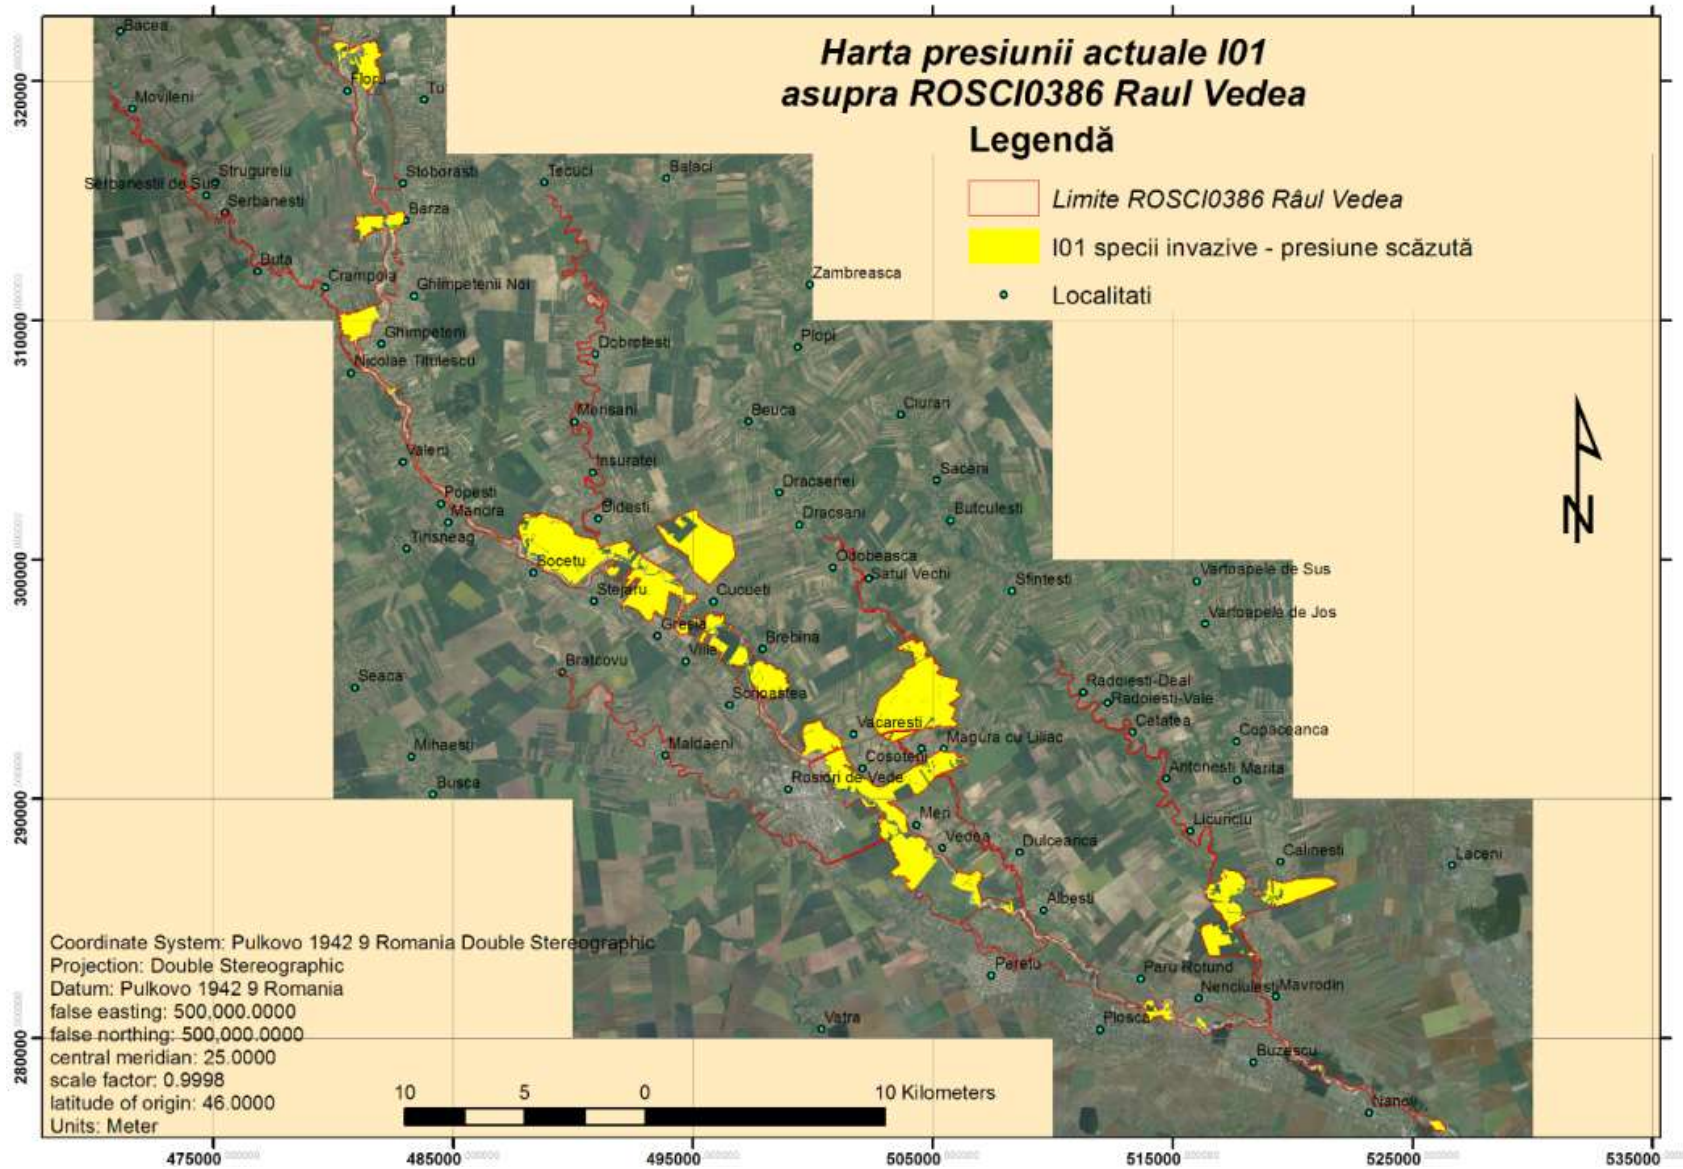 Harta presiunii actuale I01
asupra ROSCI0386 Raul Vedea
Legendă
Limite ROSCI0386 Râul Vedea
I01 specii invazive - presiune scăzută
Localitati
Bacea
Flopi
Tu
Movileni
Strugurelu
Serbanestii de Sus
Serbanesti
Stoborasti
Tecuci
Balaci
Barza
Buta
Crampoia
Ghimpetenii Noi
Zambreasca
Ghimpeteni
Nicolae Titulescu
Dobrotesti
Plopi
Merisani
Beuca
Ciurari
Valeni
Insuratei
Saceni
Dracsenei
Popesti
Mandra
Didesti
Dracsani
Butculesti
Tirisneag
Socetu
Odobeasca
Satul Vechi
Sfintesti
Vartoapele de Sus
Stejaru
Cucueti
Vartoapele de Jos
Gresia
Brebina
Ville
Bratcovu
Seaca
Scrioastea
Radoiesti-Deal
Radoiesti-Vale
Cetatea
Vacaresti
Mihaesti
Maldaeni
Magura cu Liliac
Copaceanca
Cosoteni
Antonesti
Marita
Busca
Rosiori de Vede
Meri
Vedea
Dulceanca
Licuriciu
Calinesti
Laceni
Albesti
Peretu
Paru Rotund
Nenciulesti
Mavrodin
Vatra
Plosca
Buzescu
Nanov
N
Coordinate System: Pulkovo 1942 9 Romania Double Stereographic
Projection: Double Stereographic
Datum: Pulkovo 1942 9 Romania
false easting: 500,000.0000
false northing: 500,000.0000
central meridian: 25.0000
scale factor: 0.9998
latitude of origin: 46.0000
Units: Meter
10 5 0 10 Kilometers
320000
310000
300000
290000
280000
475000 485000 495000 505000 515000 525000 535000